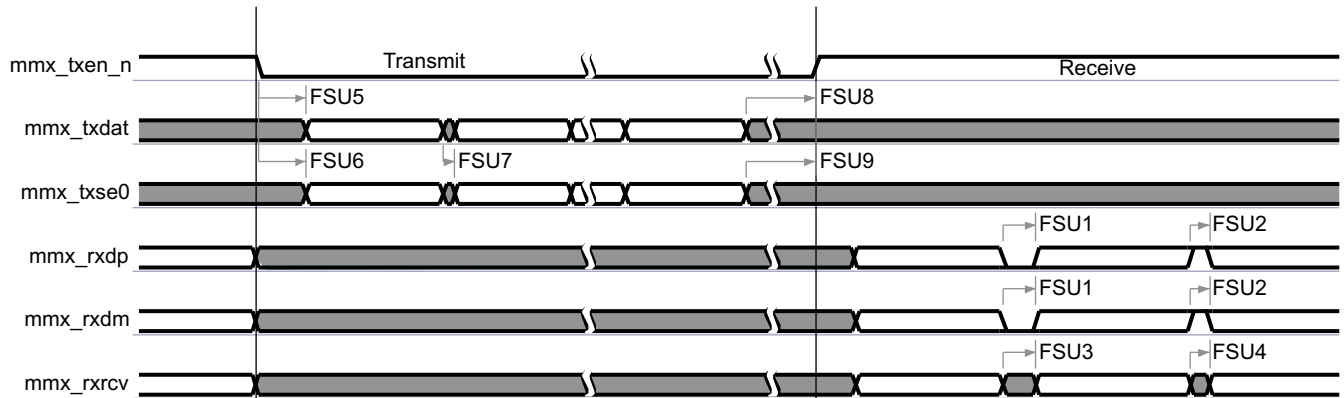 mmx_txen_n
Transmit
Receive
FSU5
FSU8
mmx_txdat
FSU6
FSU7
FSU9
mmx_txse0
FSU1
FSU2
mmx_rxdp
FSU1
FSU2
mmx_rxdm
FSU3
FSU4
mmx_rxrcv